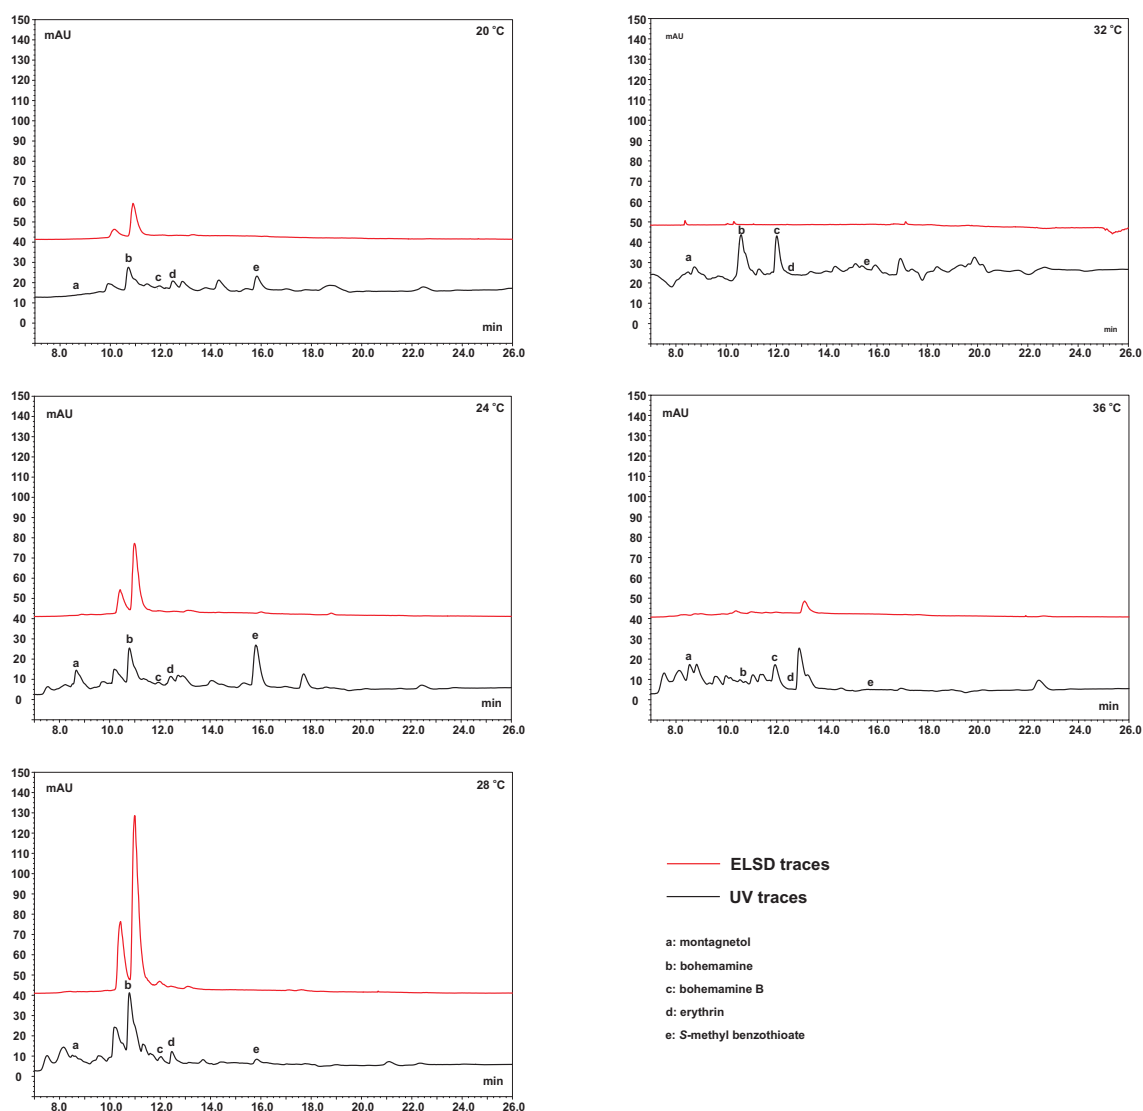 150
140
130
120
110
100
90
80
70
60
50
40
30
20
10
0
mAU
20 °C
a
b
c
d
e
min
8.0 10.0 12.0 14.0 16.0 18.0 20.0 22.0 24.0 26.0
150
140
130
120
110
100
90
80
70
60
50
40
30
20
10
0
mAU
32 °C
a
b
c
d
e
min
8.0 10.0 12.0 14.0 16.0 18.0 20.0 22.0 24.0 26.0
150
140
130
120
110
100
90
80
70
60
50
40
30
20
10
0
mAU
24 °C
a
b
c
d
e
min
8.0 10.0 12.0 14.0 16.0 18.0 20.0 22.0 24.0 26.0
150
140
130
120
110
100
90
80
70
60
50
40
30
20
10
0
mAU
36 °C
a
b
c
d
e
min
8.0 10.0 12.0 14.0 16.0 18.0 20.0 22.0 24.0 26.0
150
140
130
120
110
100
90
80
70
60
50
40
30
20
10
0
mAU
28 °C
a
b
c
d
e
min
8.0 10.0 12.0 14.0 16.0 18.0 20.0 22.0 24.0 26.0
ELSD traces
UV traces
a: montagnetol
b: bohemamine
c: bohemamine B
d: erythrin
e: S-methyl benzothioate